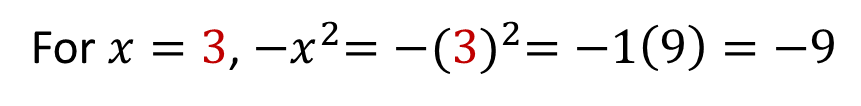 For x = 3, −x²= −(3)²= −1(9) = −9